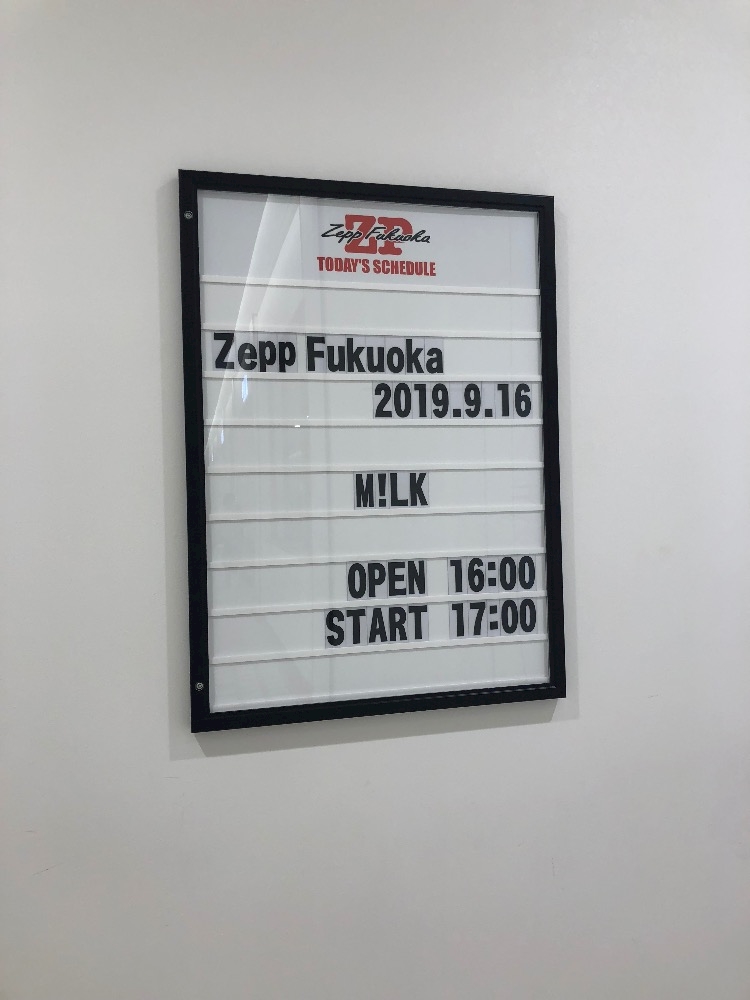 ZP
Zepp Fukuoka
TODAY'S SCHEDULE
Zepp Fukuoka
2019.9.16
M!LK
OPEN 16:00
START 17:00